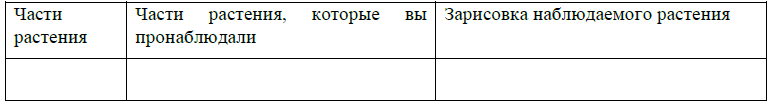 Части растения
Части растения, которые вы пронаблюдали
Зарисовка наблюдаемого растения